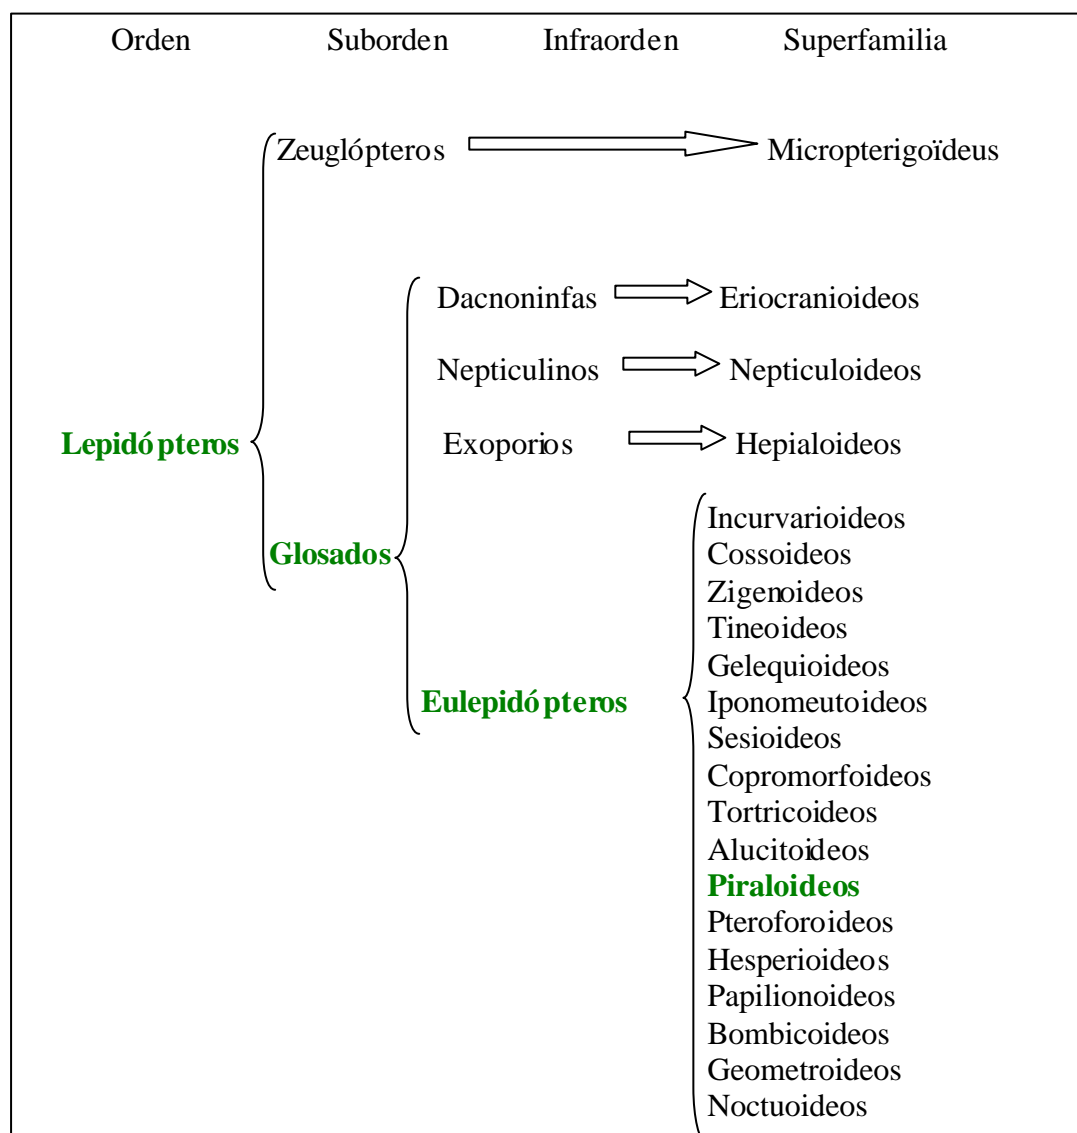 Orden Suborden Infraorden Superfamilia
Zeuglópteros Micropterigoïdeus
Dacnoninfas Eriocranioideos
Nepticulinos Nepticuloideos
Lepidópteros Exoporios Hepialoideos
Incurvarioideos
Glosados Cossoideos
Zigenoideos
Tineoideos
Gelequioideos
Eulepidópteros Iponomeutoideos
Sesioideos
Copromorfoideos
Tortricoideos
Alucitoideos
Piraloideos
Pteroforoideos
Hesperioideos
Papilionoideos
Bombicoideos
Geometroideos
Noctuoideos